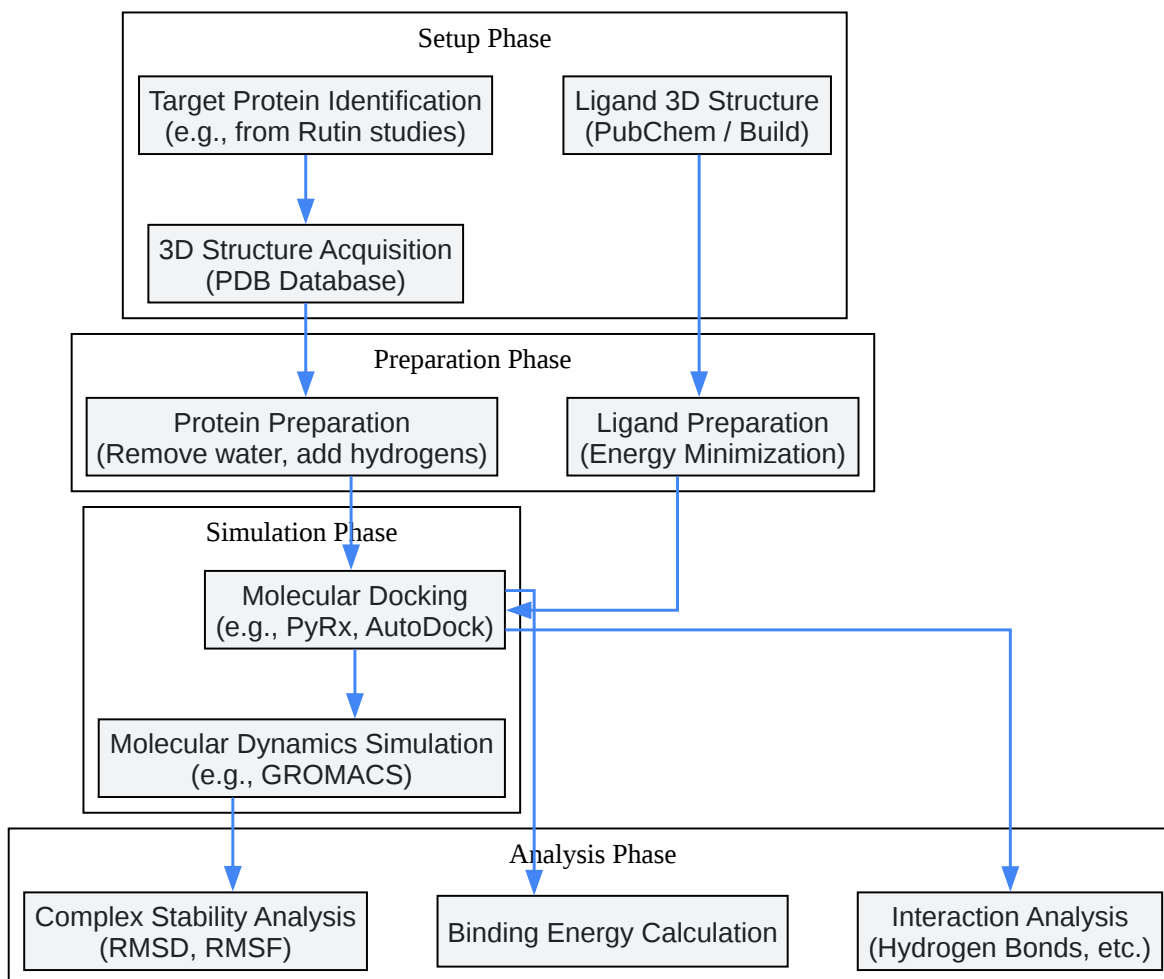 Setup Phase
Target Protein Identification
(e.g., from Rutin studies)
Ligand 3D Structure
(PubChem / Build)
3D Structure Acquisition
(PDB Database)
Preparation Phase
Protein Preparation
(Remove water, add hydrogens)
Ligand Preparation
(Energy Minimization)
Simulation Phase
Molecular Docking
(e.g., PyRx, AutoDock)
Molecular Dynamics Simulation
(e.g., GROMACS)
Analysis Phase
Complex Stability Analysis
(RMSD, RMSF)
Binding Energy Calculation
Interaction Analysis
(Hydrogen Bonds, etc.)